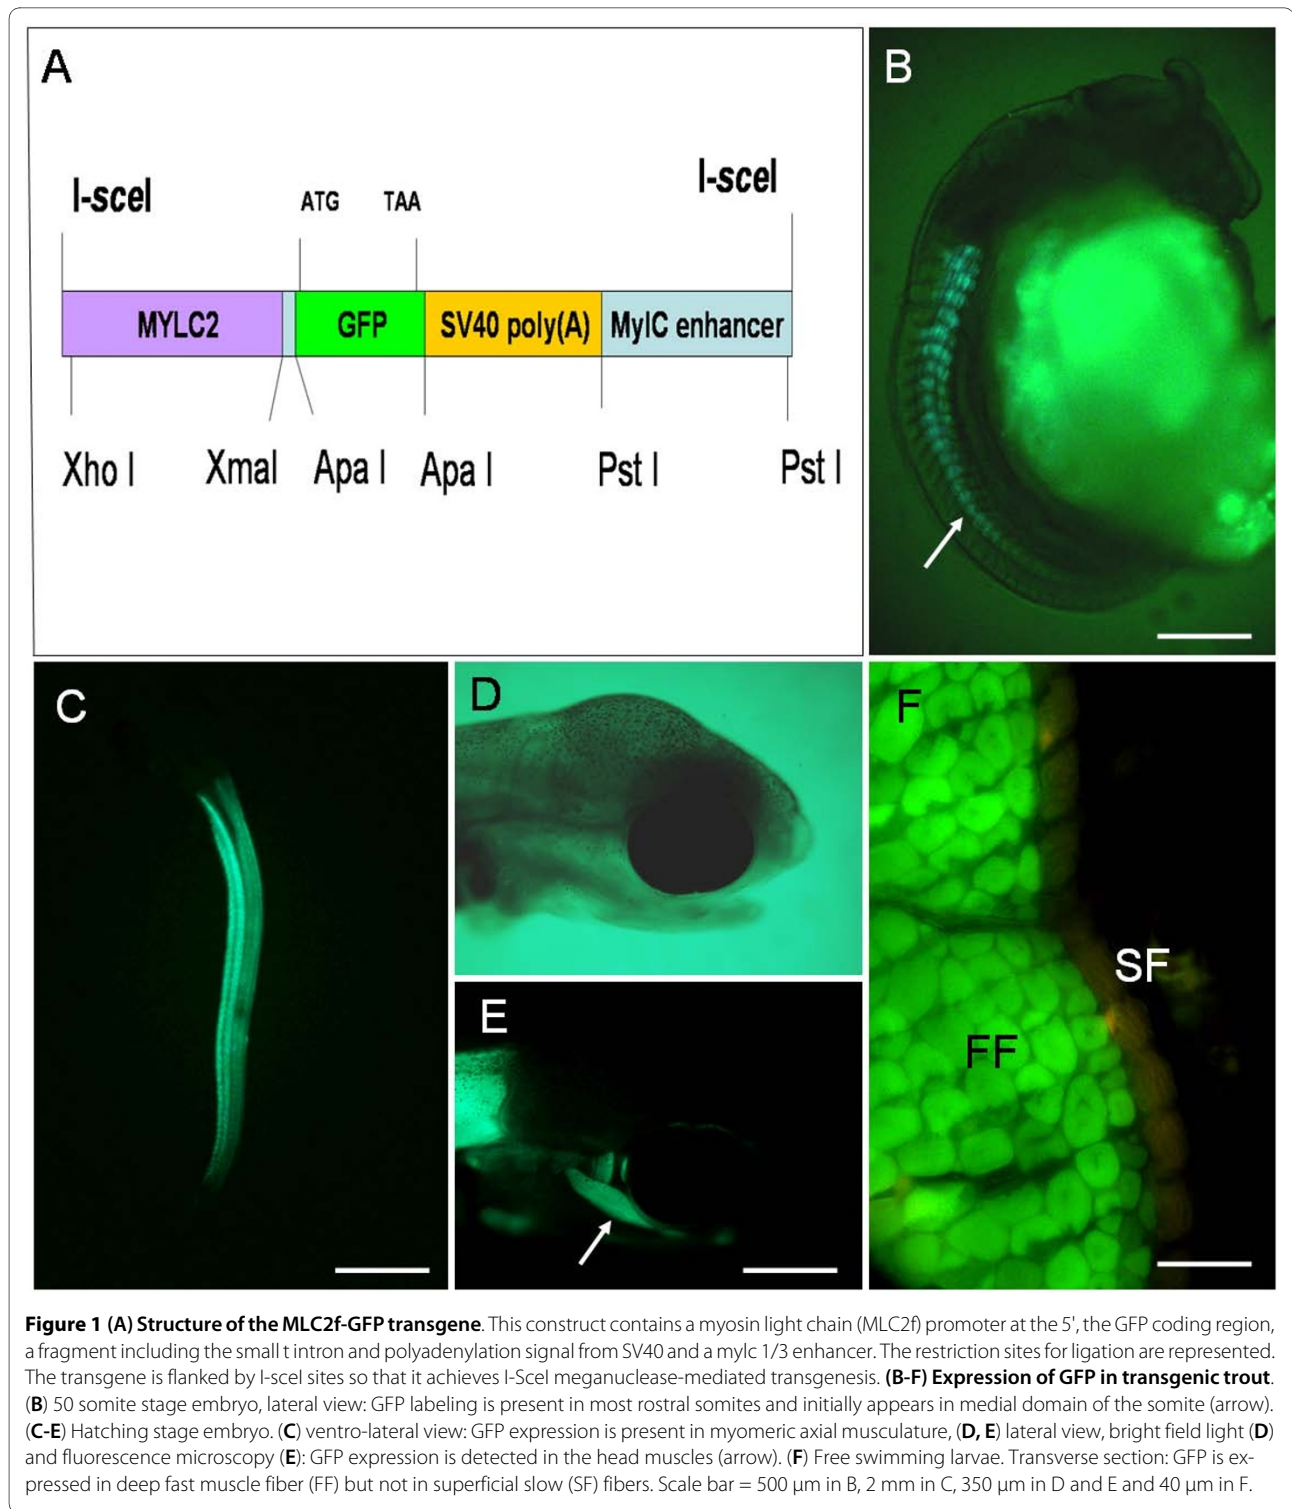 A
I-sceI
I-sceI
ATG TAA
MYLC2 GFP SV40 poly(A) MylC enhancer
Xho I XmaI Apa I Apa I Pst I Pst I
B
C
D
E
F
SF
FF
Figure 1 (A) Structure of the MLC2f-GFP transgene. This construct contains a myosin light chain (MLC2f) promoter at the 5', the GFP coding region,
a fragment including the small t intron and polyadenylation signal from SV40 and a mylc 1/3 enhancer. The restriction sites for ligation are represented.
The transgene is flanked by I-sceI sites so that it achieves I-SceI meganuclease-mediated transgenesis. (B-F) Expression of GFP in transgenic trout.
(B) 50 somite stage embryo, lateral view: GFP labeling is present in most rostral somites and initially appears in medial domain of the somite (arrow).
(C-E) Hatching stage embryo. (C) ventro-lateral view: GFP expression is present in myomeric axial musculature, (D, E) lateral view, bright field light (D)
and fluorescence microscopy (E): GFP expression is detected in the head muscles (arrow). (F) Free swimming larvae. Transverse section: GFP is ex-
pressed in deep fast muscle fiber (FF) but not in superficial slow (SF) fibers. Scale bar = 500 μm in B, 2 mm in C, 350 μm in D and E and 40 μm in F.